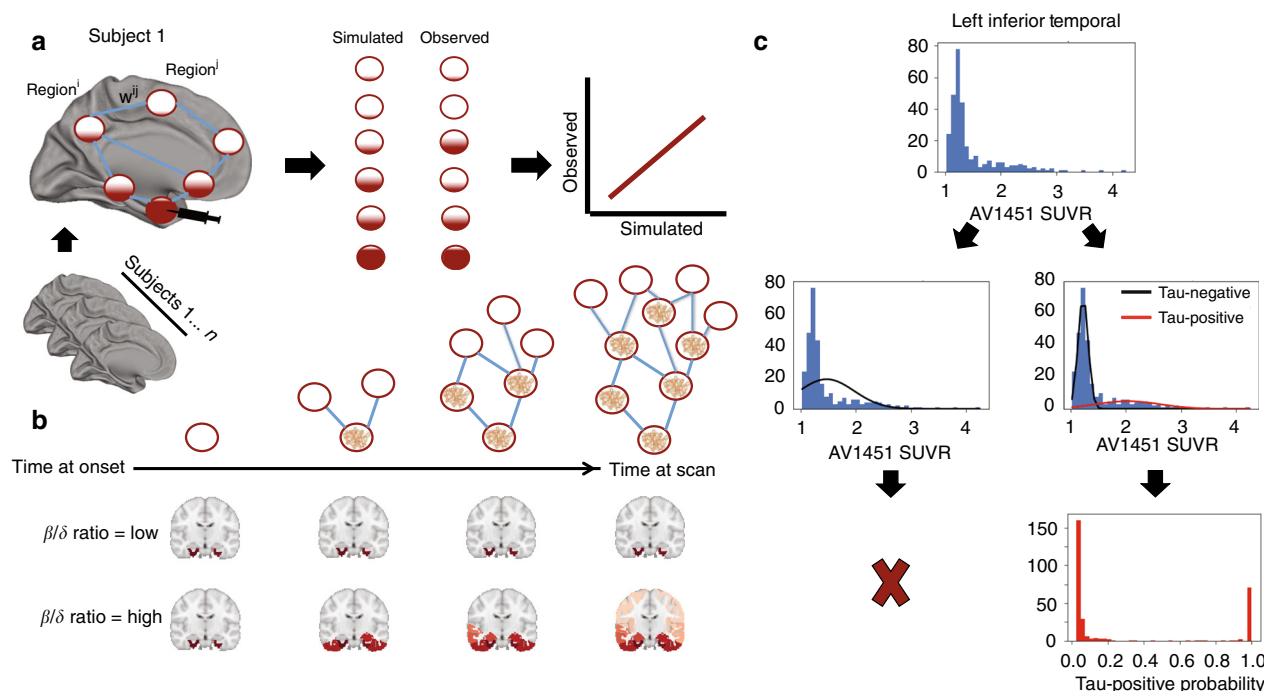 a
Subject 1
Region^i
Region^j
w^ij
Subjects 1... n
Simulated
Observed
Observed
Simulated
b
Time at onset
Time at scan
β/δ ratio = low
β/δ ratio = high
c
Left inferior temporal
80
60
40
20
0
1
2
3
4
AV1451 SUVR
80
60
40
20
0
1
2
3
4
AV1451 SUVR
80
60
40
20
0
Tau-negative
Tau-positive
1
2
3
4
AV1451 SUVR
150
100
50
0
0.0
0.2
0.4
0.6
0.8
1.0
Tau-positive probability